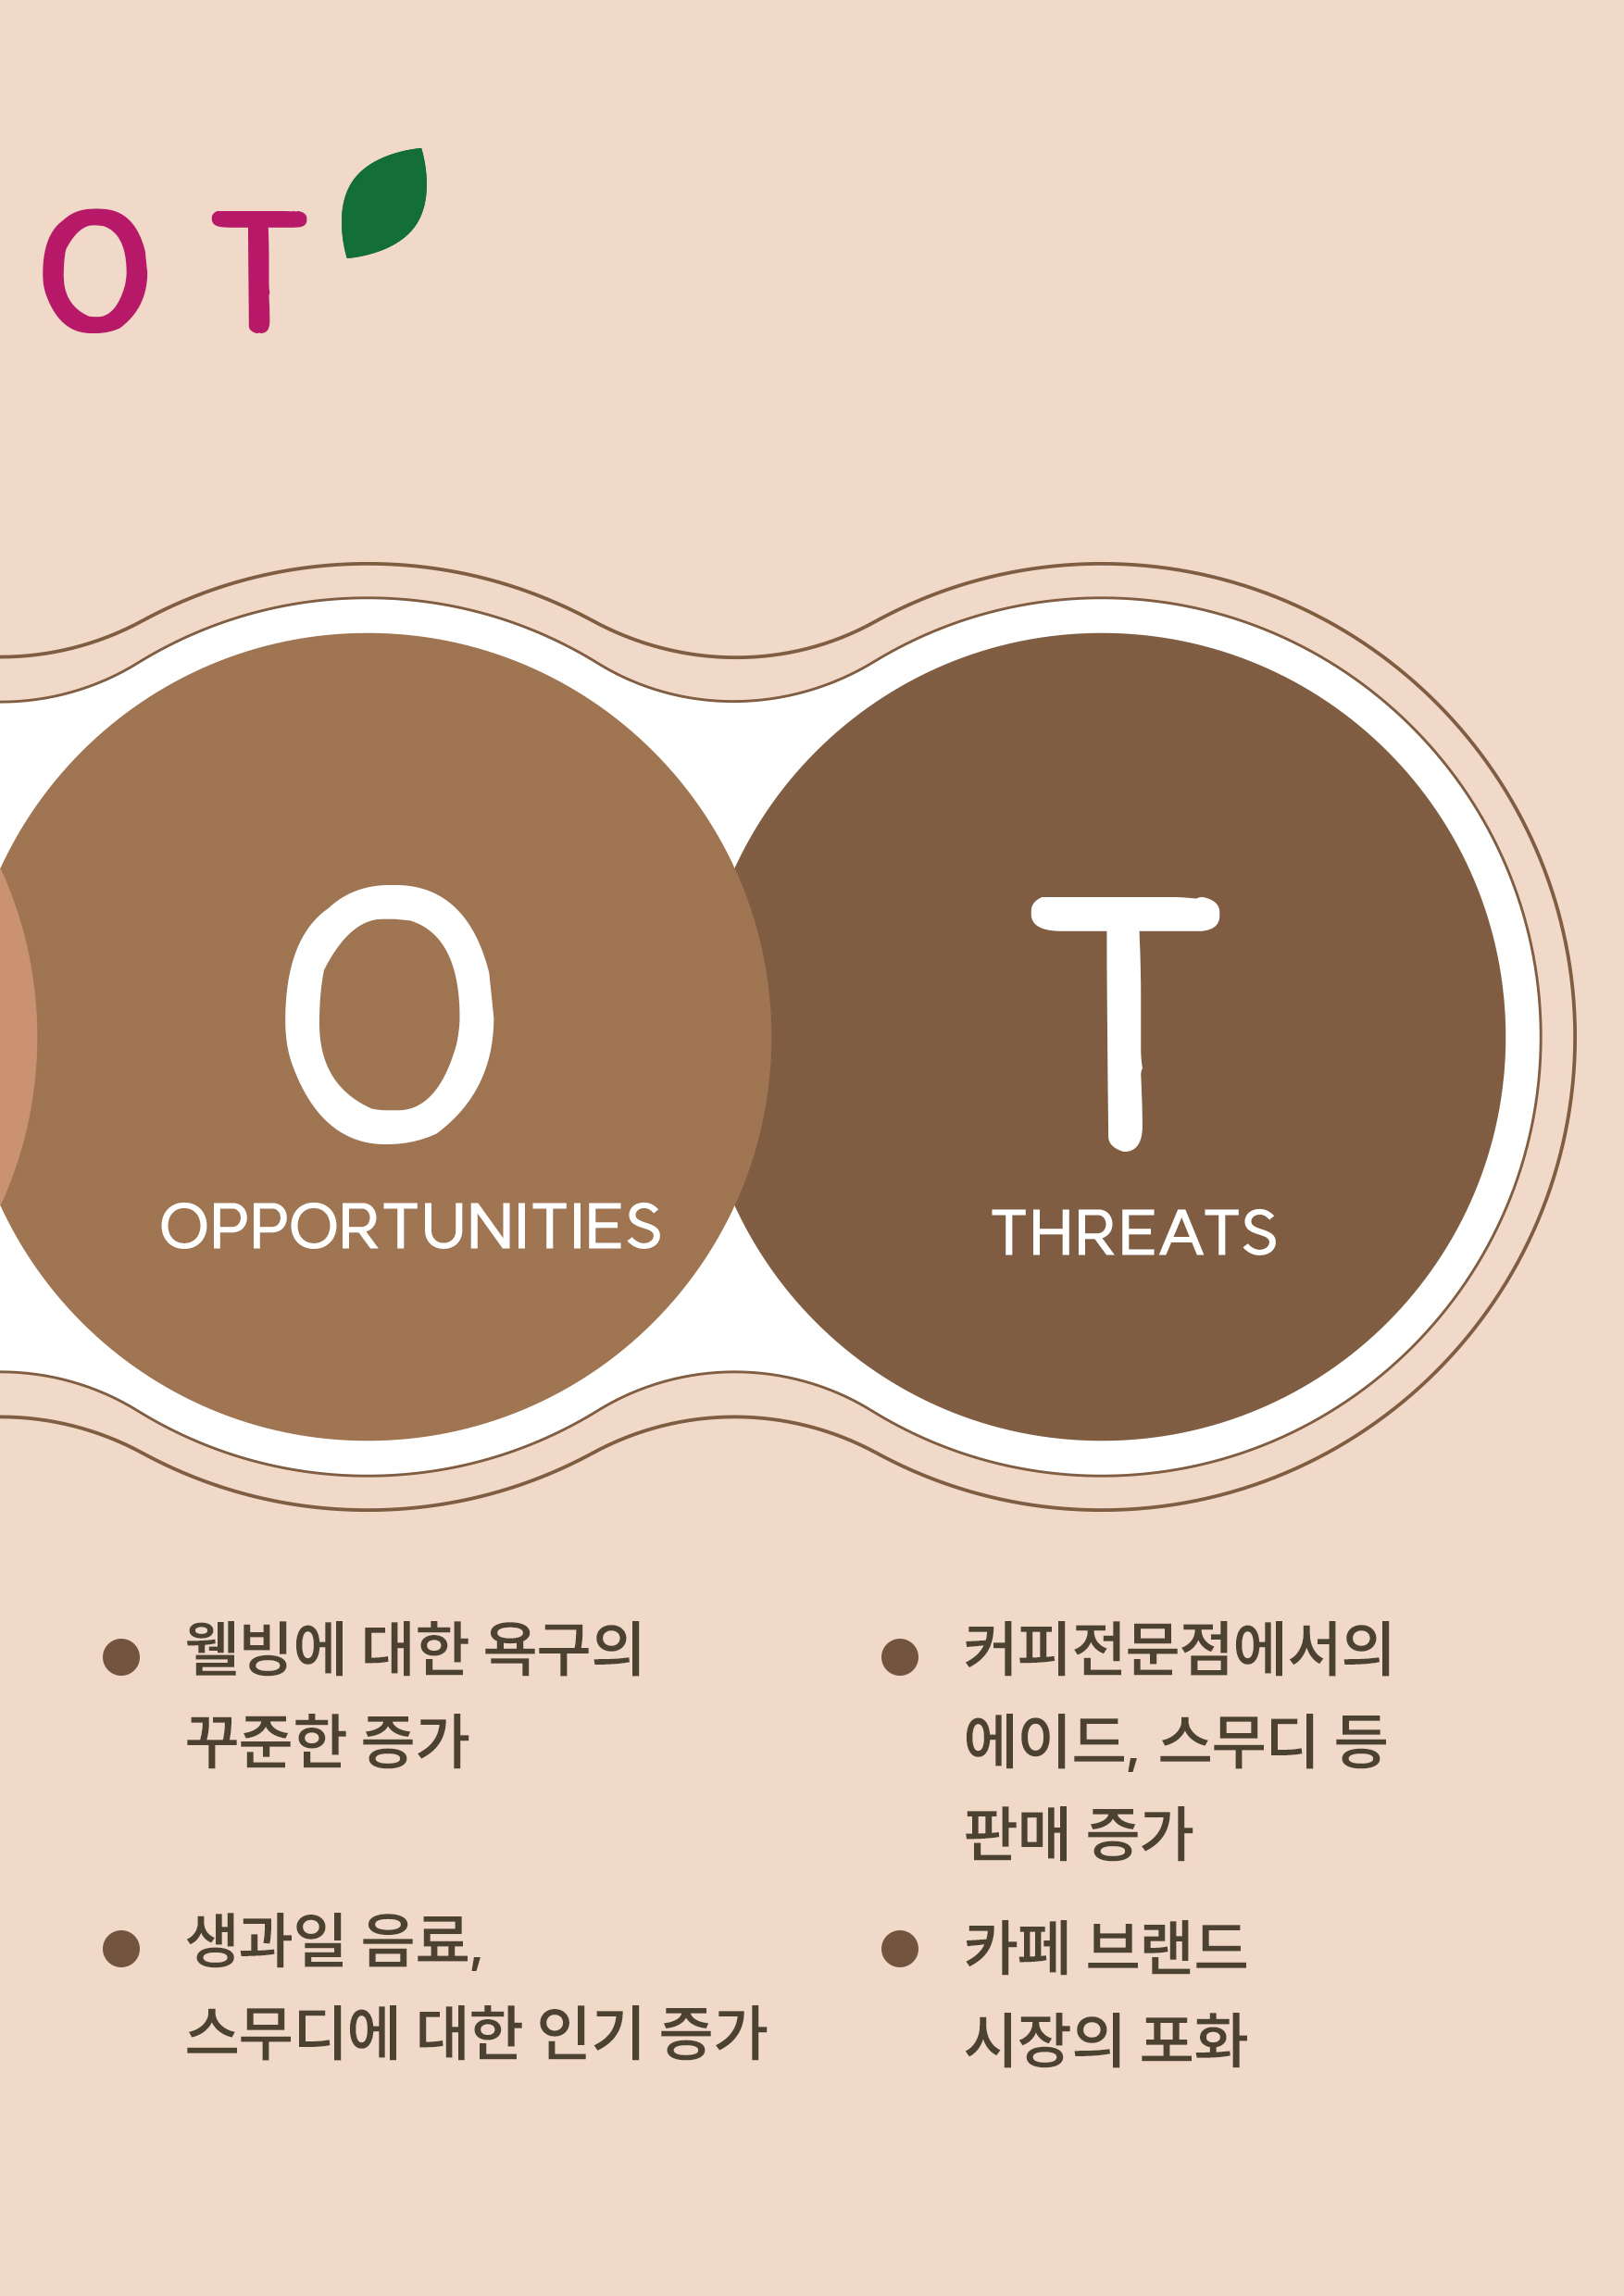 O T
O
OPPORTUNITIES
T
THREATS
웰빙에 대한 욕구의
꾸준한 증가
생과일 음료,
스무디에 대한 인기 증가
커피전문점에서의
에이드, 스무디 등
판매 증가
카페 브랜드
시장의 포화